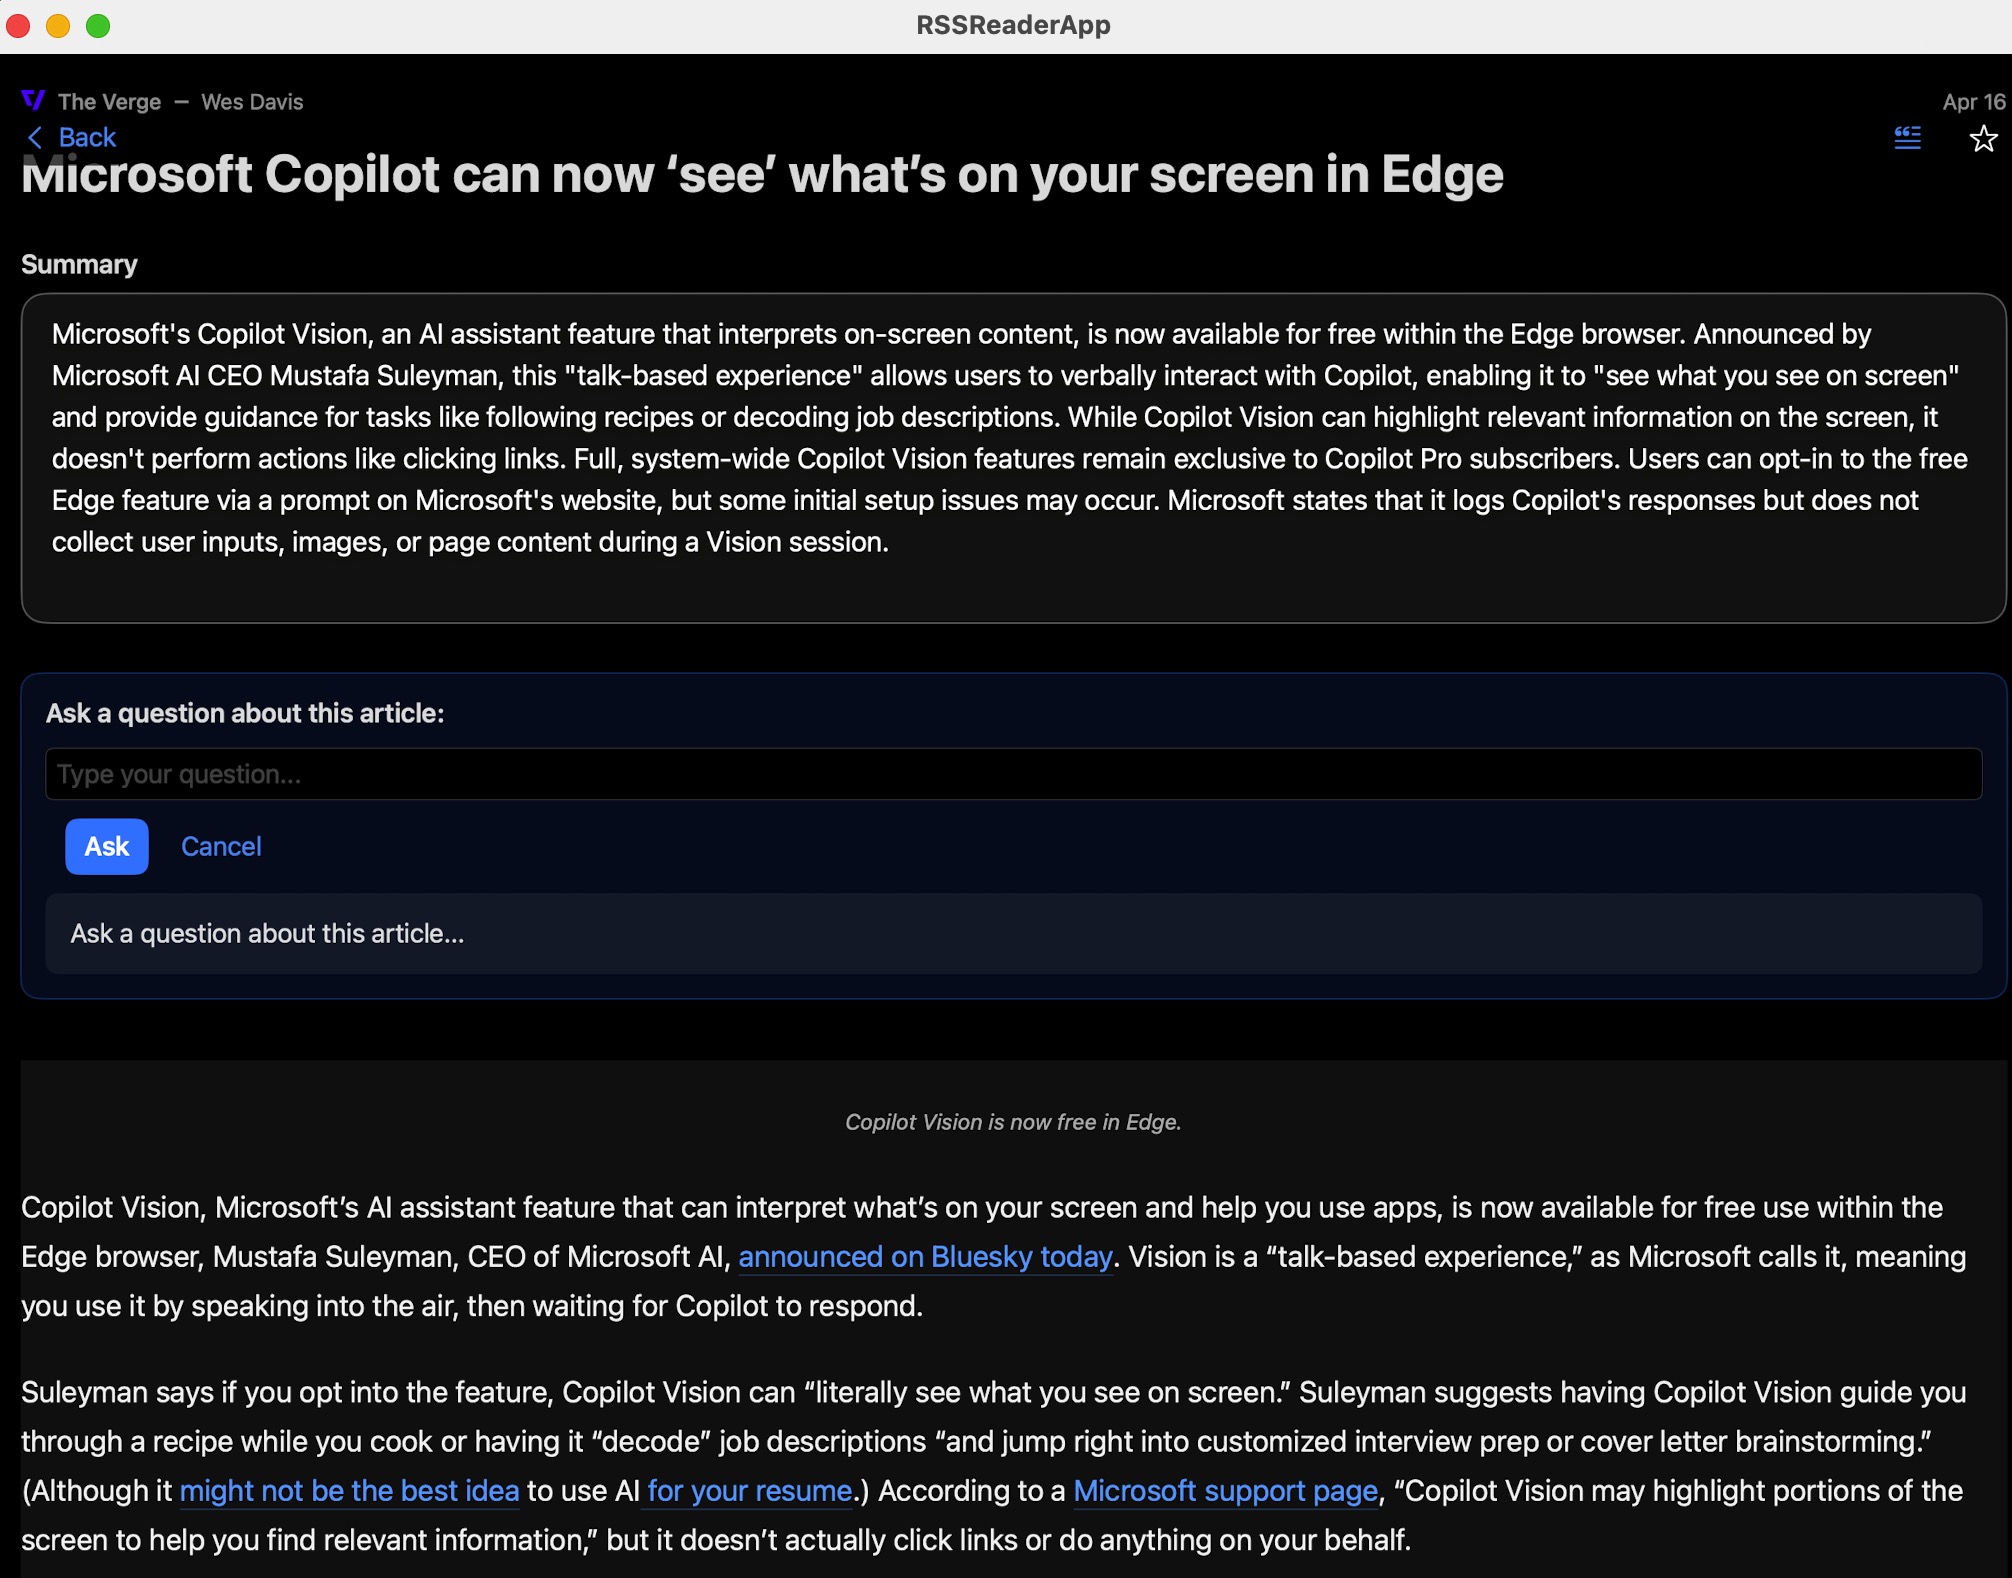 RSSReaderApp
The Verge — Wes Davis
Apr 16
Back
Microsoft Copilot can now ‘see’ what’s on your screen in Edge
Summary
Microsoft's Copilot Vision, an AI assistant feature that interprets on-screen content, is now available for free within the Edge browser. Announced by
Microsoft AI CEO Mustafa Suleyman, this "talk-based experience" allows users to verbally interact with Copilot, enabling it to "see what you see on screen"
and provide guidance for tasks like following recipes or decoding job descriptions. While Copilot Vision can highlight relevant information on the screen, it
doesn't perform actions like clicking links. Full, system-wide Copilot Vision features remain exclusive to Copilot Pro subscribers. Users can opt-in to the free
Edge feature via a prompt on Microsoft's website, but some initial setup issues may occur. Microsoft states that it logs Copilot's responses but does not
collect user inputs, images, or page content during a Vision session.
Ask a question about this article:
Type your question...
Ask
Cancel
Ask a question about this article...
Copilot Vision is now free in Edge.
Copilot Vision, Microsoft’s AI assistant feature that can interpret what’s on your screen and help you use apps, is now available for free use within the
Edge browser, Mustafa Suleyman, CEO of Microsoft AI, announced on Bluesky today. Vision is a “talk-based experience,” as Microsoft calls it, meaning
you use it by speaking into the air, then waiting for Copilot to respond.
Suleyman says if you opt into the feature, Copilot Vision can “literally see what you see on screen.” Suleyman suggests having Copilot Vision guide you
through a recipe while you cook or having it “decode” job descriptions “and jump right into customized interview prep or cover letter brainstorming.”
(Although it might not be the best idea to use AI for your resume.) According to a Microsoft support page, “Copilot Vision may highlight portions of the
screen to help you find relevant information,” but it doesn’t actually click links or do anything on your behalf.